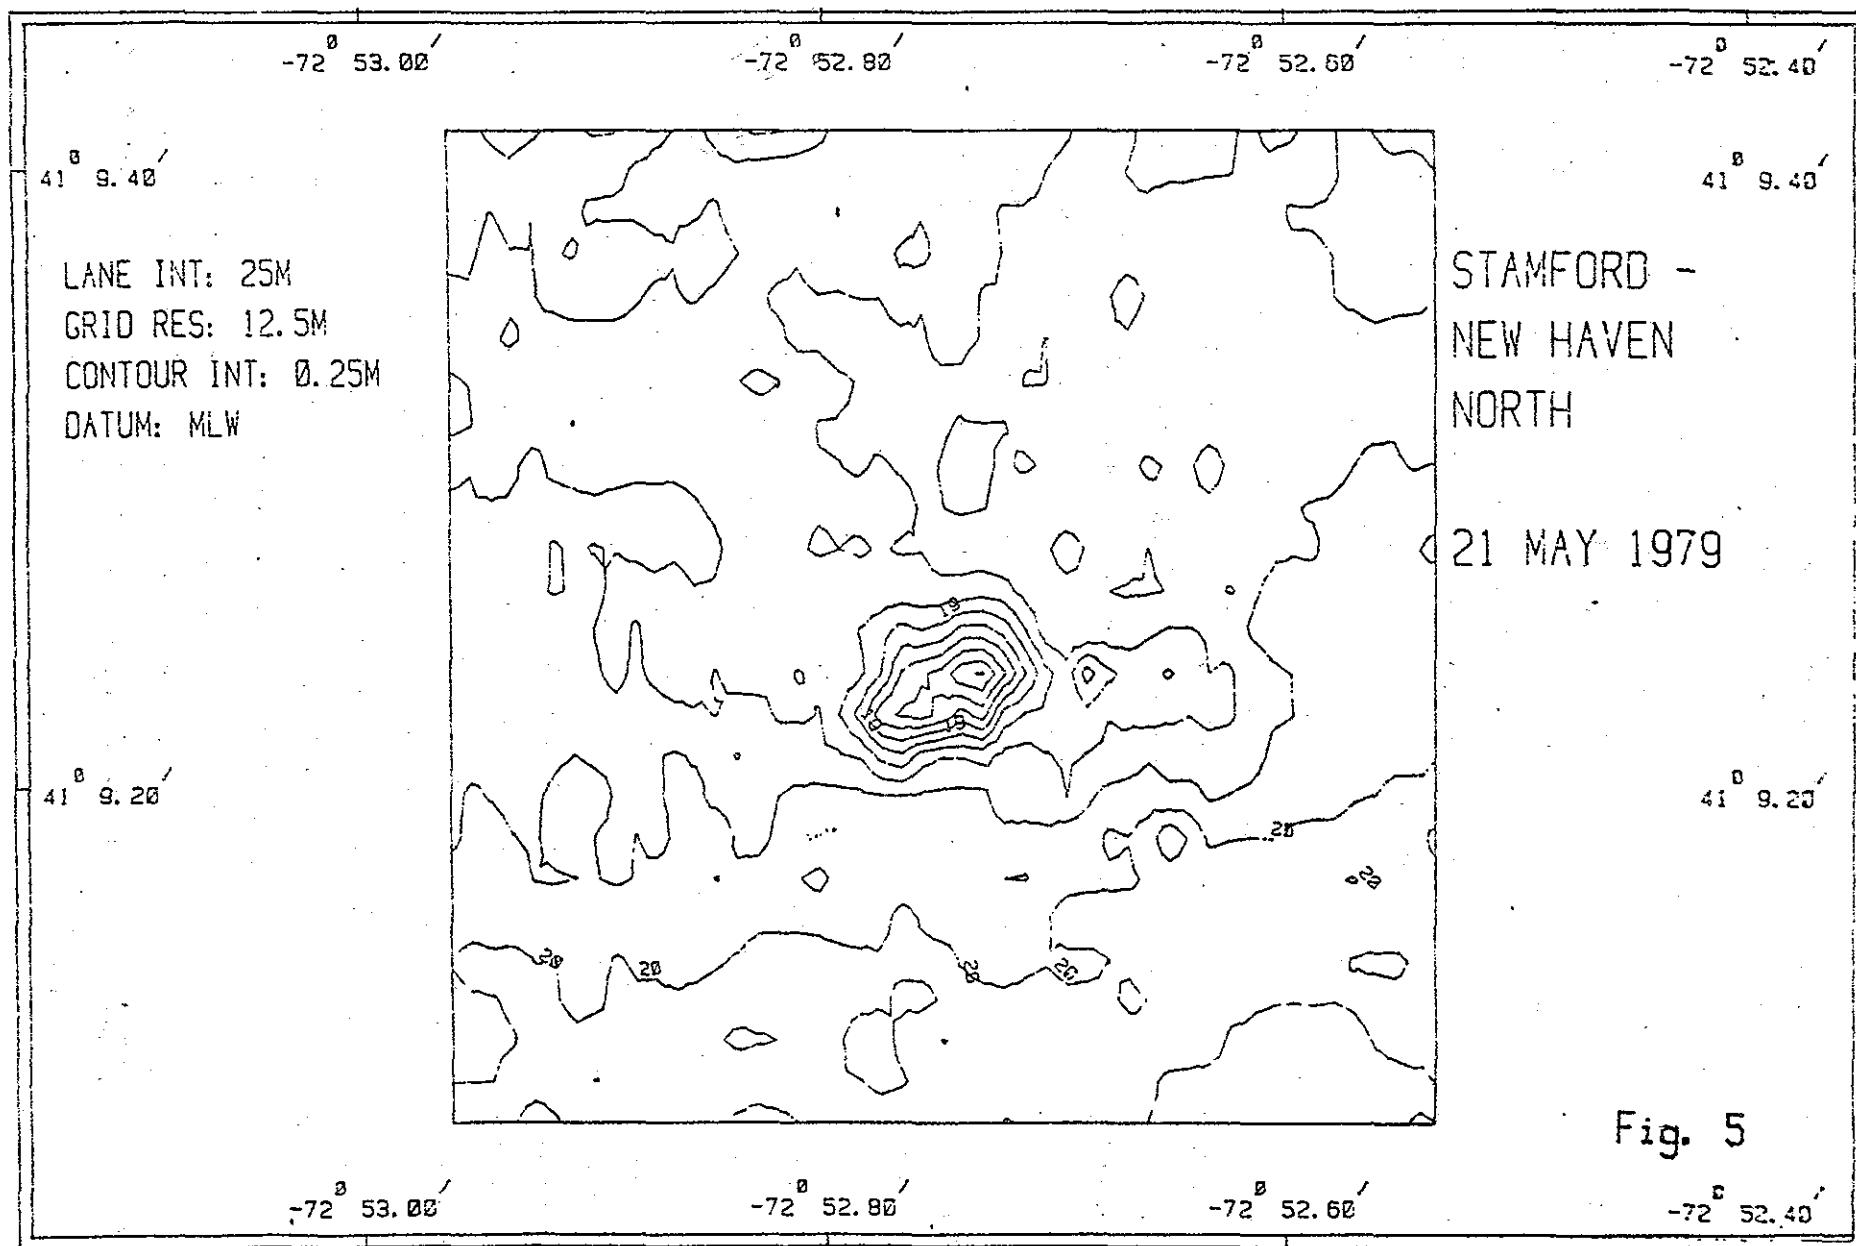 -72° 53.00′ -72° 52.80′ -72° 52.60′ -72° 52.40′
41° 9.40′ 41° 9.40′
LANE INT: 25M
GRID RES: 12.5M
CONTOUR INT: 0.25M
DATUM: MLW
STAMFORD -
NEW HAVEN
NORTH
21 MAY 1979
19
19
41° 9.20′ 41° 9.20′
20
20
20
20
20
20
Fig. 5
-72° 53.00′ -72° 52.80′ -72° 52.60′ -72° 52.40′